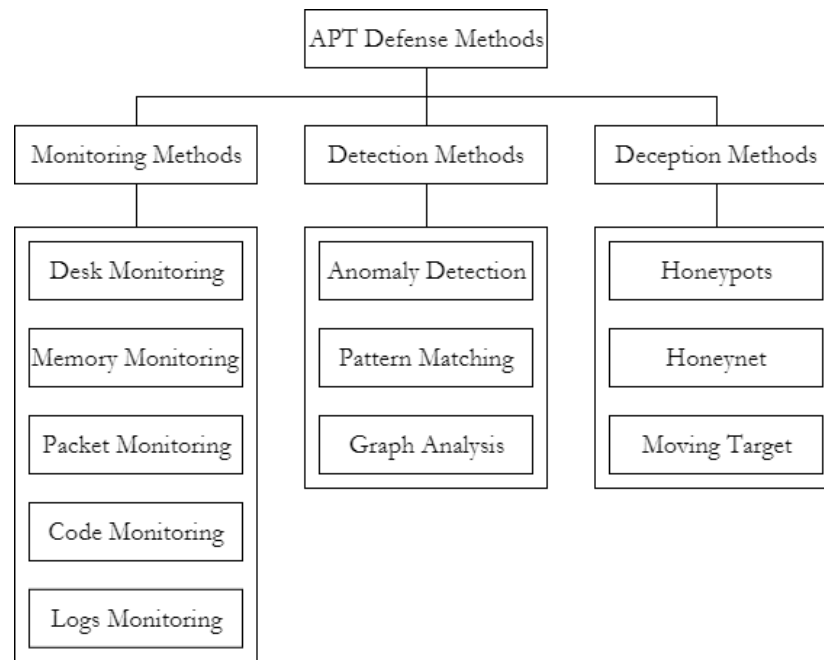 APT Defense Methods
Monitoring Methods
Detection Methods
Deception Methods
Desk Monitoring
Memory Monitoring
Packet Monitoring
Code Monitoring
Logs Monitoring
Anomaly Detection
Pattern Matching
Graph Analysis
Honeypots
Honeynet
Moving Target